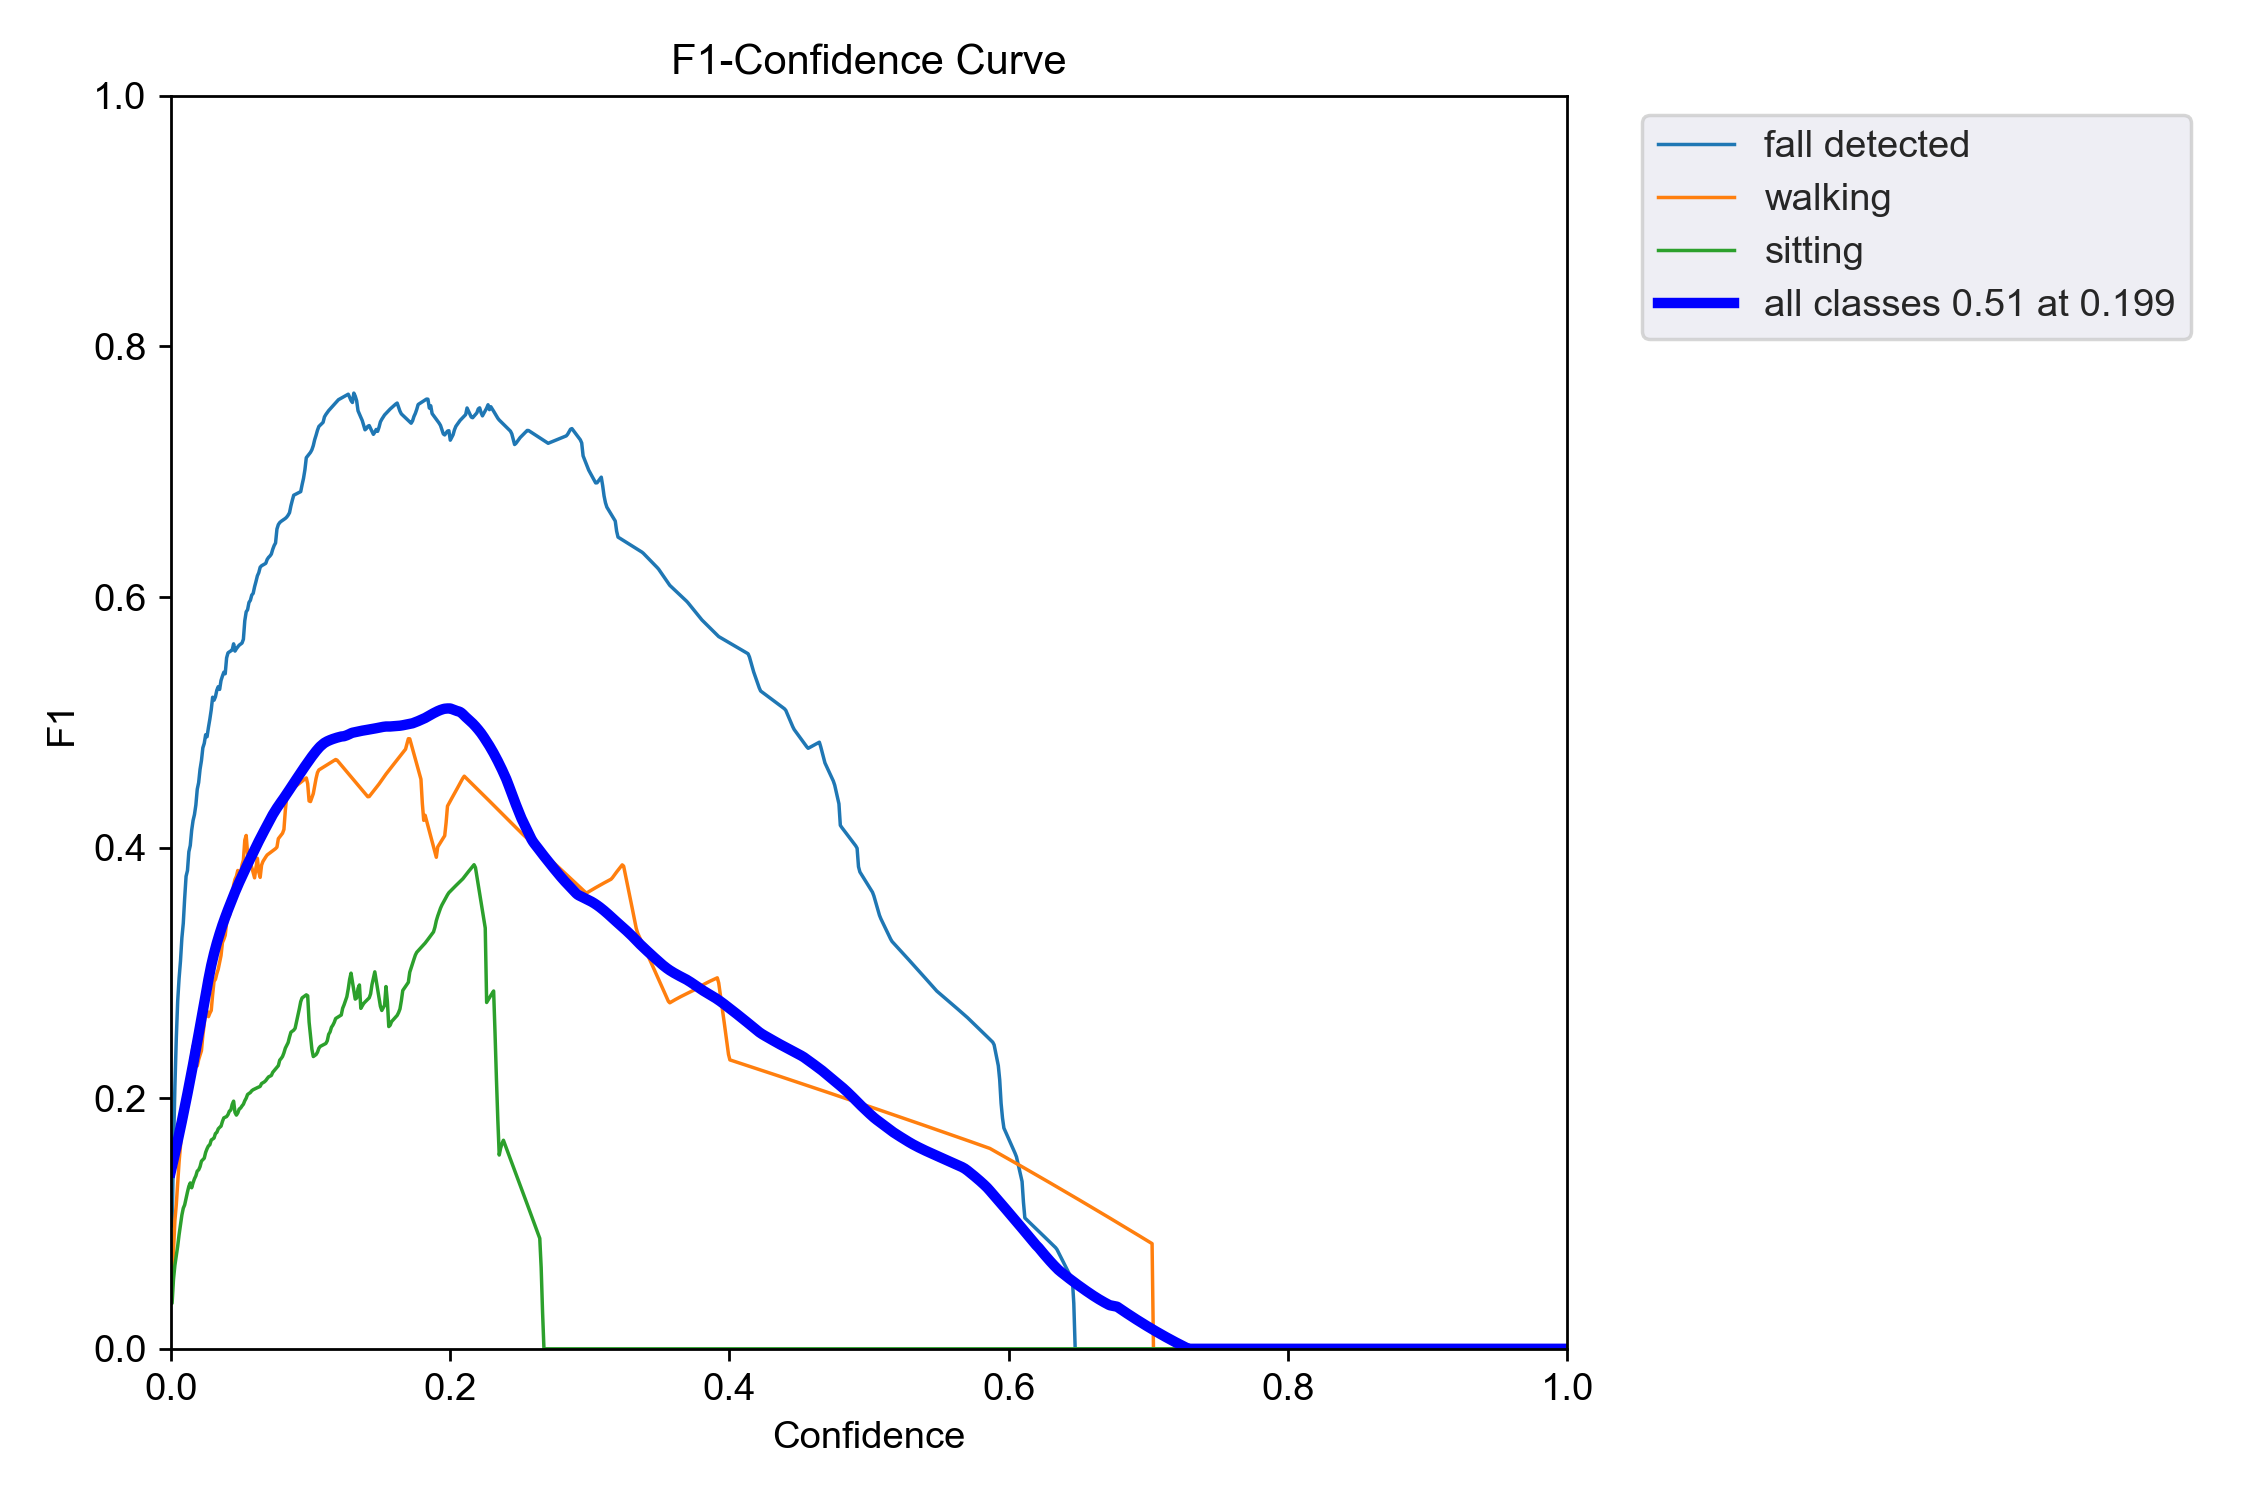 F1-Confidence Curve
1.0
0.8
0.6
0.4
0.2
0.0
F1
0.0 0.2 0.4 0.6 0.8 1.0
Confidence
fall detected
walking
sitting
all classes 0.51 at 0.199